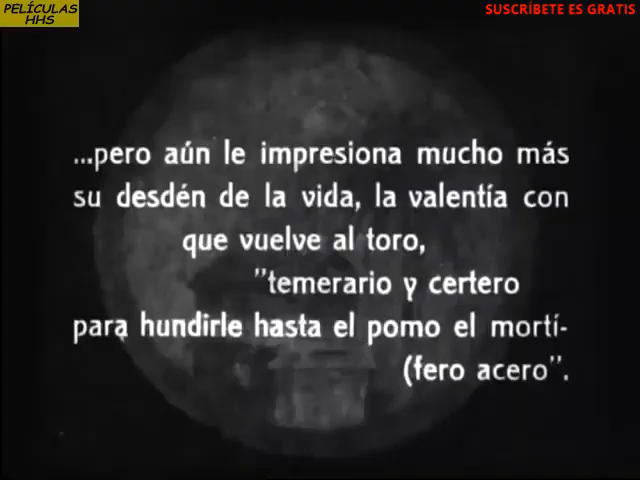 PELÍCULAS
HHS
SUSCRÍBETE ES GRATIS
...pero aún le impresiona mucho más
su desdén de la vida, la valentía con
que vuelve al toro,
"temerario y certero
para hundirle hasta el pomo el mortí-
(fero acero".